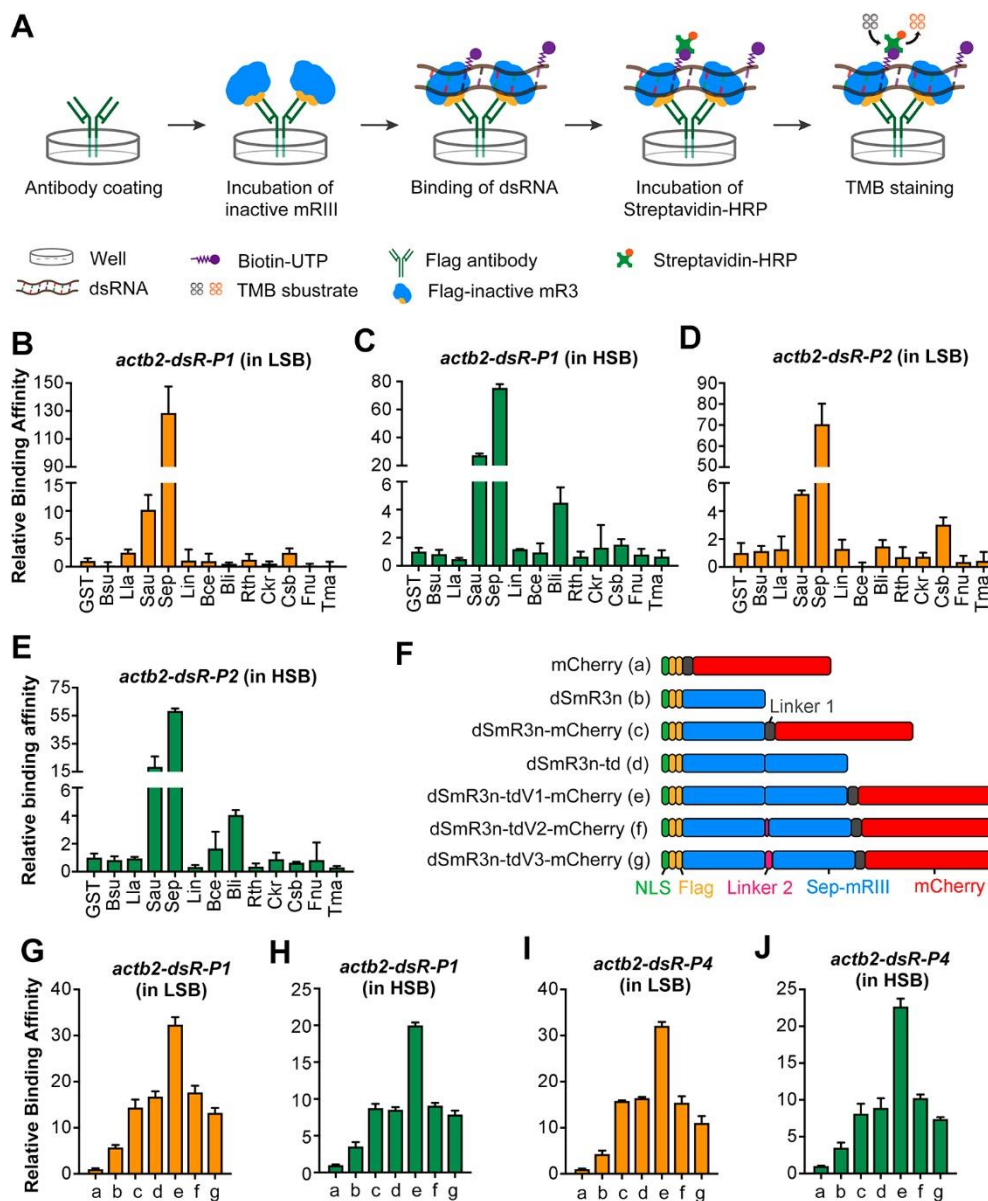 A
Antibody coating
Incubation of
inactive mRIII
Binding of dsRNA
Incubation of
Streptavidin-HRP
TMB staining
Well
Biotin-UTP
Flag antibody
Streptavidin-HRP
dsRNA
TMB sbustrate
Flag-inactive mR3
B
actb2-dsR-P1 (in LSB)
Relative Binding Affinity
150
130
110
90
15
10
5
0
GST
Bsu
Lla
Sau
Sep
Lin
Bce
Bli
Rth
Ckr
Csb
Fnu
Tma
C
actb2-dsR-P1 (in HSB)
80
60
40
20
6
4
2
0
GST
Bsu
Lla
Sau
Sep
Lin
Bce
Bli
Rth
Ckr
Csb
Fnu
Tma
D
actb2-dsR-P2 (in LSB)
90
80
70
60
50
6
4
2
0
GST
Bsu
Lla
Sau
Sep
Lin
Bce
Bli
Rth
Ckr
Csb
Fnu
Tma
E
actb2-dsR-P2 (in HSB)
Relative binding affinity
75
55
35
15
6
4
2
0
GST
Bsu
Lla
Sau
Sep
Lin
Bce
Bli
Rth
Ckr
Csb
Fnu
Tma
F
mCherry (a)
dSmR3n (b)
Linker 1
dSmR3n-mCherry (c)
dSmR3n-td (d)
dSmR3n-tdV1-mCherry (e)
dSmR3n-tdV2-mCherry (f)
dSmR3n-tdV3-mCherry (g)
NLS Flag Linker 2 Sep-mRIII mCherry
G
actb2-dsR-P1
(in LSB)
Relative Binding Affinity
40
30
20
10
0
a b c d e f g
H
actb2-dsR-P1
(in HSB)
25
20
15
10
5
0
a b c d e f g
I
actb2-dsR-P4
(in LSB)
40
30
20
10
0
a b c d e f g
J
actb2-dsR-P4
(in HSB)
25
20
15
10
5
0
a b c d e f g